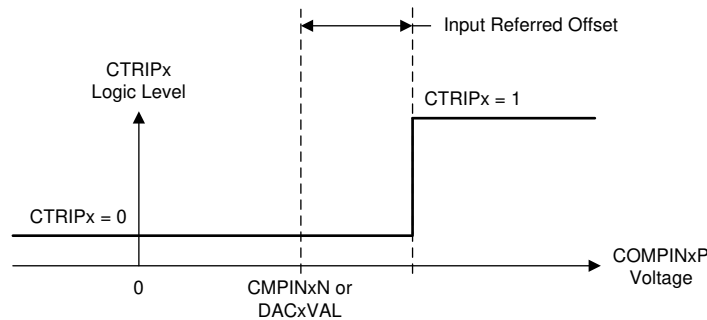 Input Referred Offset
CTRIPx
Logic Level
CTRIPx = 1
CTRIPx = 0
COMPINxP
Voltage
0
CMPINxN or
DACxVAL